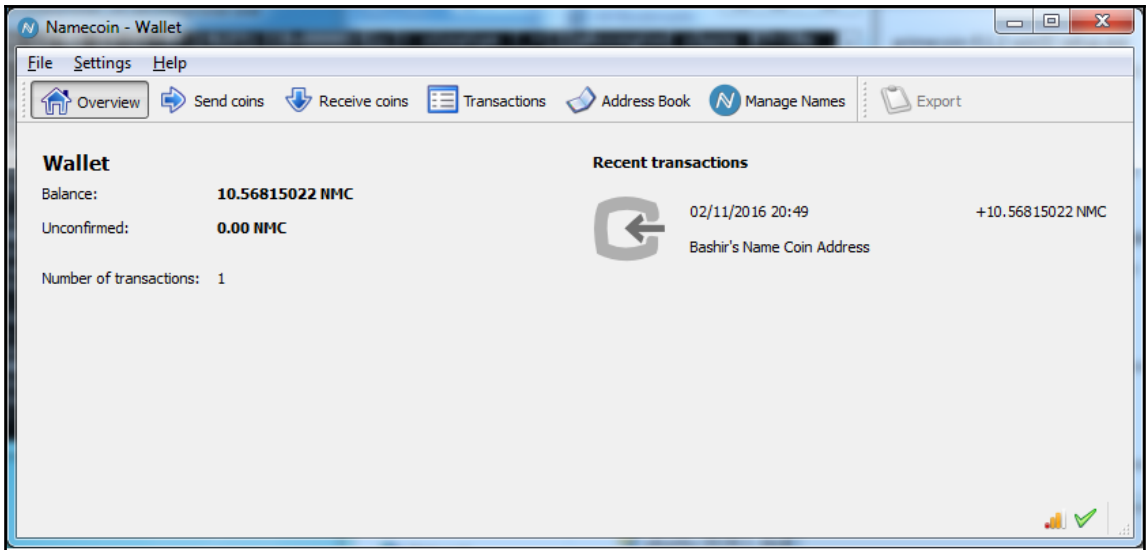 Namecoin - Wallet
File Settings Help
Overview Send coins Receive coins Transactions Address Book Manage Names Export
Wallet
Balance: 10.56815022 NMC
Unconfirmed: 0.00 NMC
Number of transactions: 1
Recent transactions
02/11/2016 20:49 +10.56815022 NMC
Bashir's Name Coin Address